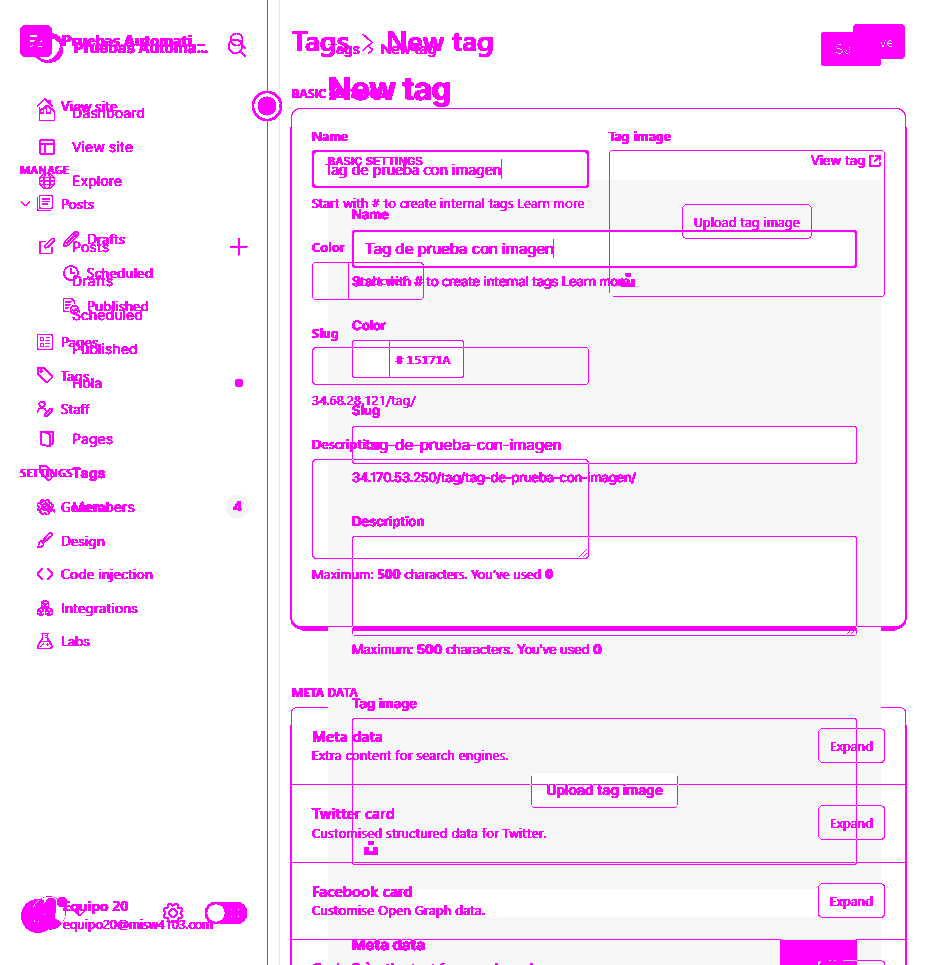 Pruebas Automati...
Pruebas Automa...
Tags > New tag
Tags > New tag
New tag
View site
Dashboard
View site
MANAGE
Explore
Posts
Drafts
Posts
Scheduled
Drafts
Published
Scheduled
Pages
Published
Tags
Hola
Staff
Pages
SETTINGS
Tags
General
Members
4
Design
Code injection
Integrations
Labs
Equipo 20
equipo20@misw4103.com
BASIC SETTINGS
Name
Tag image
BASIC SETTINGS
View tag
Tag de prueba con imagen
Start with # to create internal tags Learn more
Name
Upload tag image
Color
Tag de prueba con imagen
Start with # to create internal tags Learn more
Color
Slug
# 15171A
34.68.28.121/tag/
Slug
Description
tag-de-prueba-con-imagen
34.170.53.250/tag/tag-de-prueba-con-imagen/
Description
Maximum: 500 characters. You've used 0
Maximum: 500 characters. You've used 0
META DATA
Tag image
Meta data
Extra content for search engines.
Expand
Upload tag image
Twitter card
Customised structured data for Twitter.
Expand
Facebook card
Customise Open Graph data.
Expand
Meta data